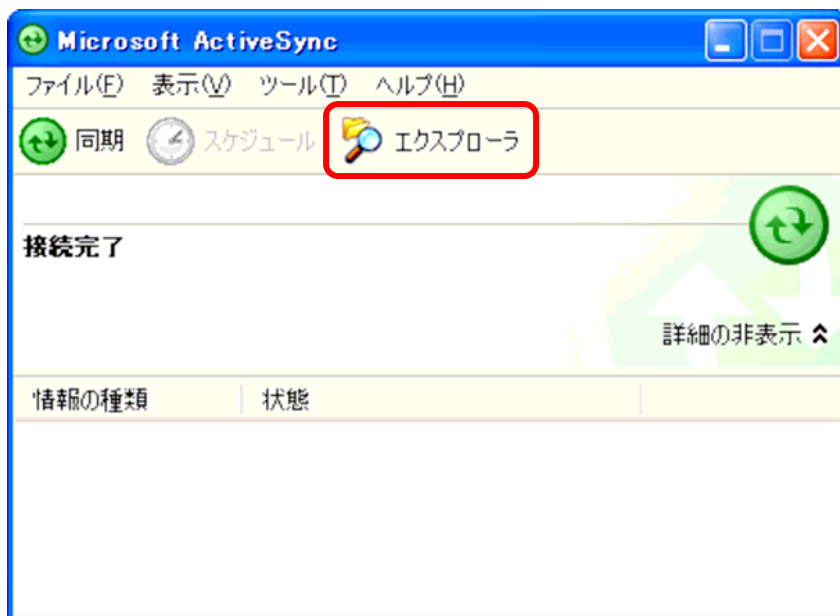 Microsoft ActiveSync
ファイル(F) 表示(V) ツール(T) ヘルプ(H)
同期 スケジュール エクスプローラ
接続完了
詳細の非表示
情報の種類 状態